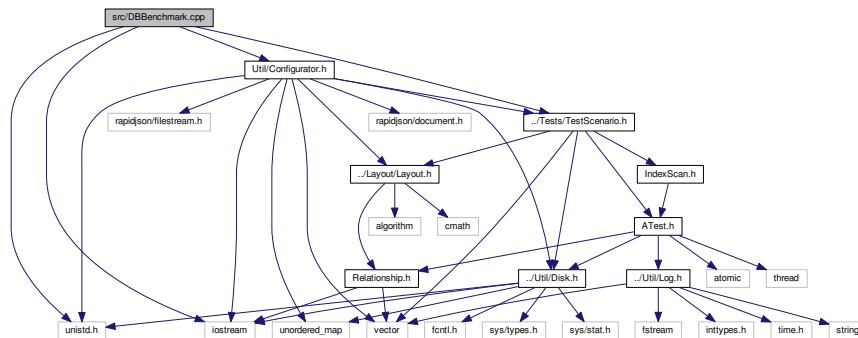 src/DBBenchmark.cpp
Util/Configurator.h
rapidjson/filestream.h
rapidjson/document.h
../Tests/TestScenario.h
../Layout/Layout.h
IndexScan.h
algorithm
cmath
ATest.h
Relationship.h
../Util/Disk.h
../Util/Log.h
atomic
thread
unistd.h
iostream
unordered_map
vector
fcntl.h
sys/types.h
sys/stat.h
fstream
inttypes.h
time.h
string